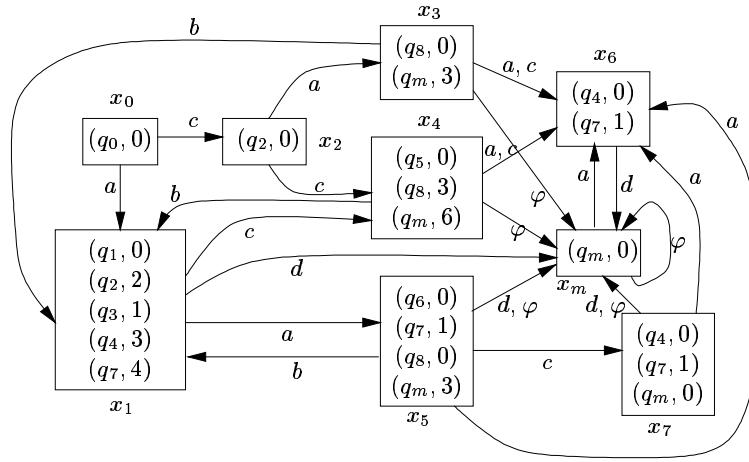 x₃
b
(q₈, 0)
(qₘ, 3)
a, c
x₆
(q₄, 0)
(q₇, 1)
x₀
(q₀, 0)
c
(q₂, 0)
x₂
a
x₄
(q₅, 0)
(q₈, 3)
(qₘ, 6)
a, c
a
a
b
c
φ
φ
a
d
a
(q₁, 0)
(q₂, 2)
(q₃, 1)
(q₄, 3)
(q₇, 4)
x₁
c
d
(qₘ, 0)
xₘ
φ
(q₆, 0)
(q₇, 1)
(q₈, 0)
(qₘ, 3)
x₅
d, φ
d, φ
a
b
c
(q₄, 0)
(q₇, 1)
(qₘ, 0)
x₇